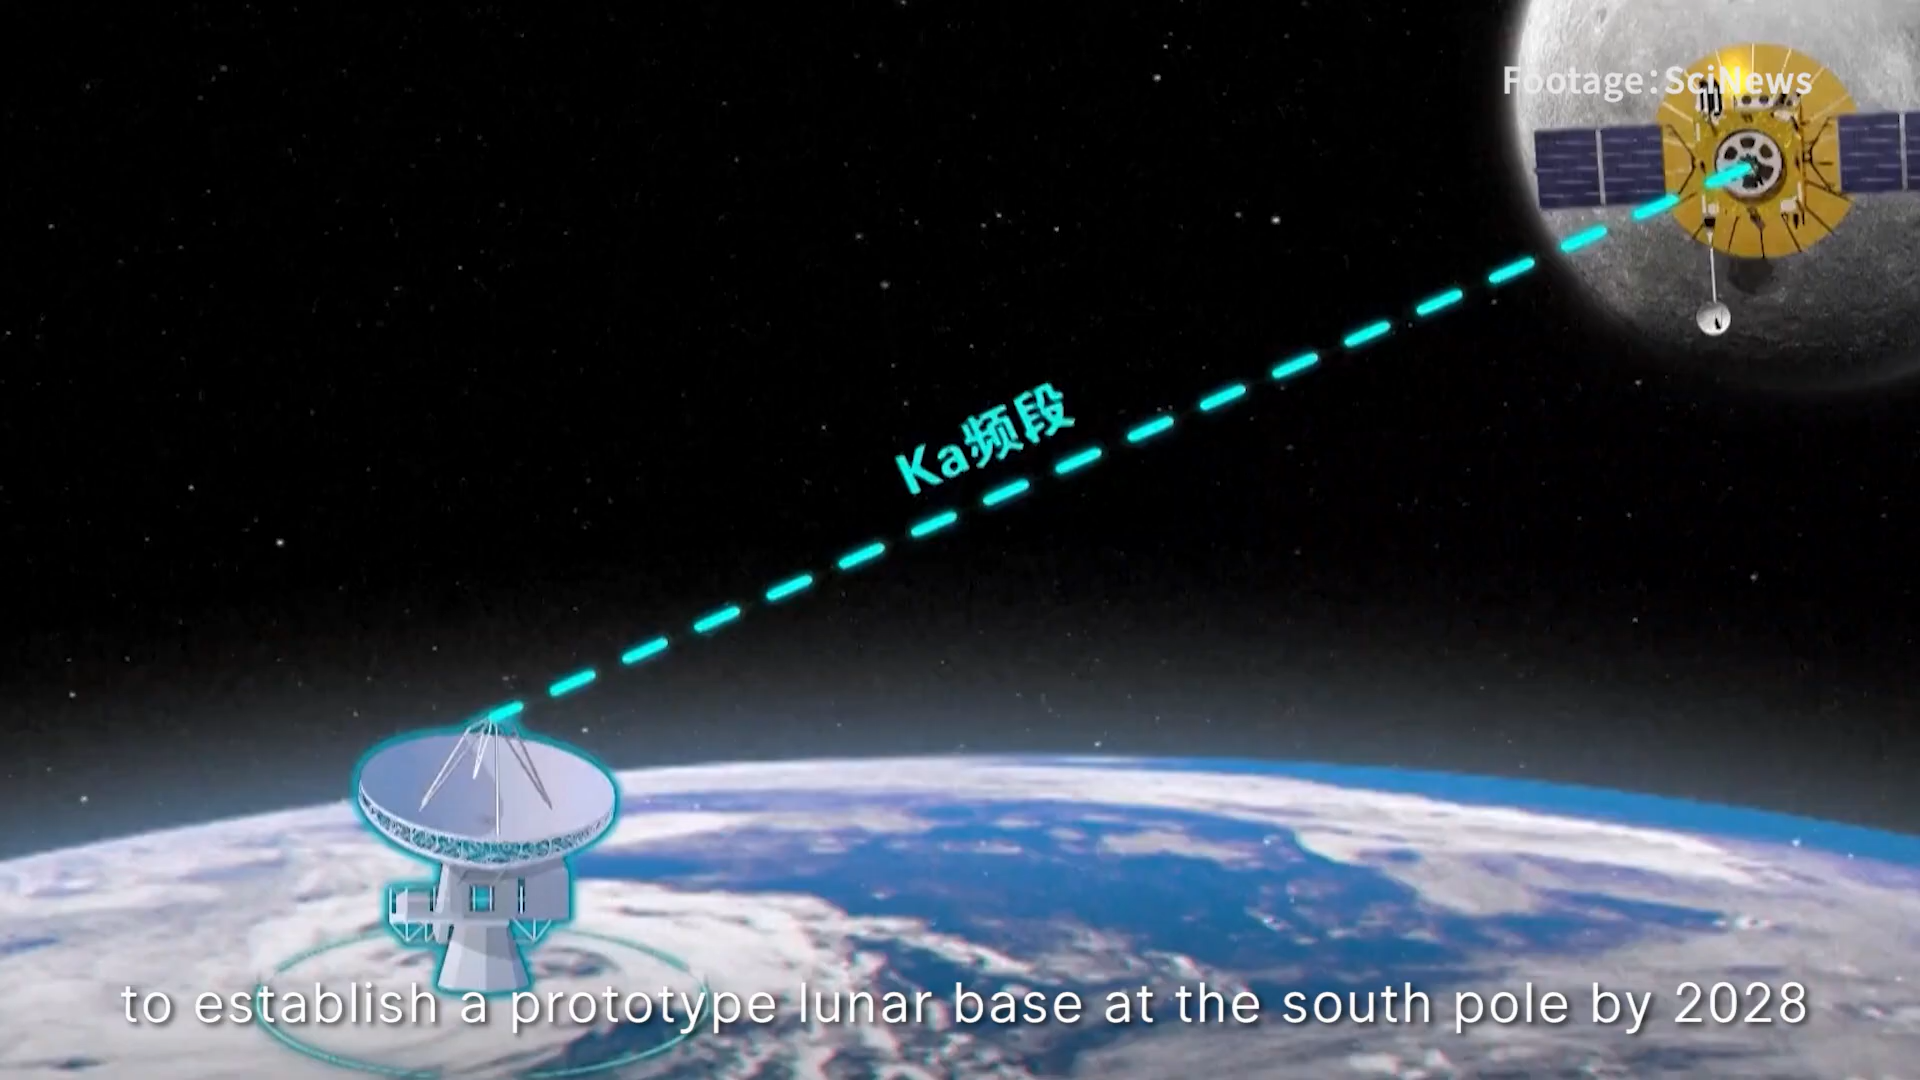 Footage：SciNews
Ka频段
to establish a prototype lunar base at the south pole by 2028